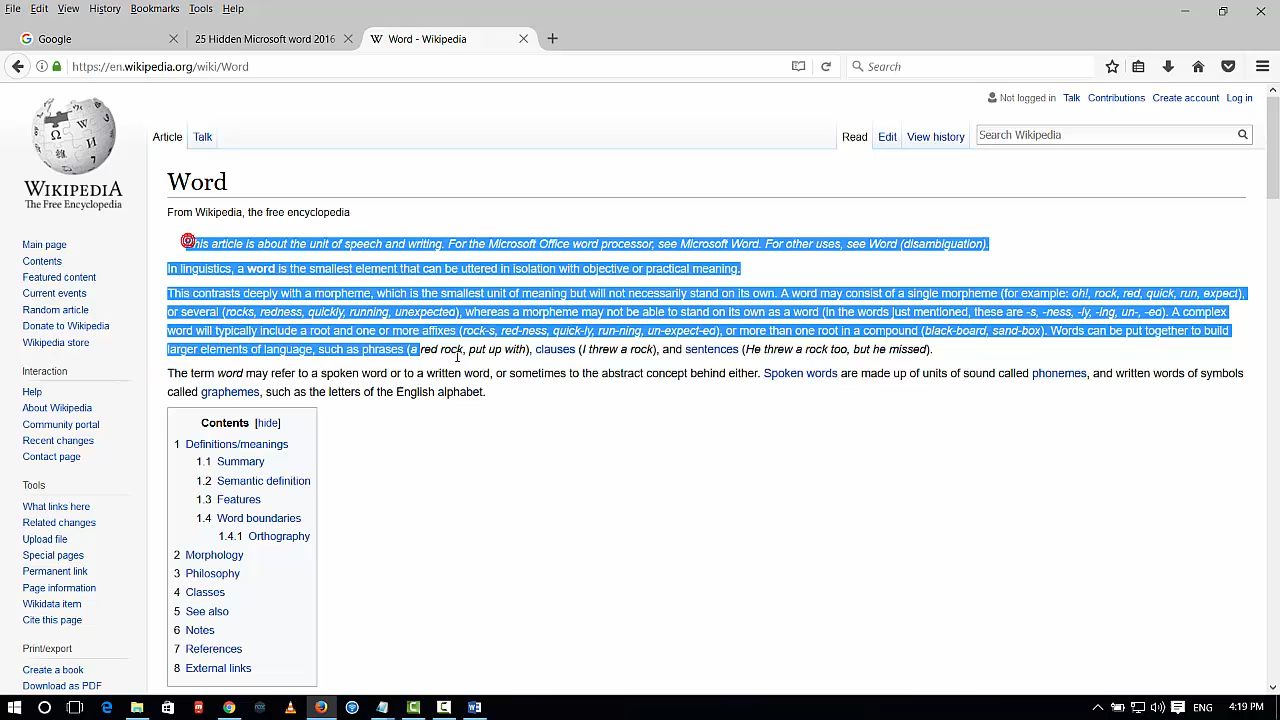 File Edit View History Bookmarks Tools Help
Google 25 Hidden Microsoft word 2016 Word - Wikipedia
https://en.wikipedia.org/wiki/Word Search
Not logged in Talk Contributions Create account Log in
Article Talk Read Edit View history Search Wikipedia
WIKIPEDIA
The Free Encyclopedia
Word
From Wikipedia, the free encyclopedia
This article is about the unit of speech and writing. For the Microsoft Office word processor, see Microsoft Word. For other uses, see Word (disambiguation).
In linguistics, a word is the smallest element that can be uttered in isolation with objective or practical meaning.
This contrasts deeply with a morpheme, which is the smallest unit of meaning but will not necessarily stand on its own. A word may consist of a single morpheme (for example: oh!, rock, red, quick, run, expect),
or several (rocks, redness, quickly, running, unexpected), whereas a morpheme may not be able to stand on its own as a word (in the words just mentioned, these are -s, -ness, -ly, -ing, un-, -ed). A complex
word will typically include a root and one or more affixes (rock-s, red-ness, quick-ly, run-ning, un-expect-ed), or more than one root in a compound (black-board, sand-box). Words can be put together to build
larger elements of language, such as phrases (a red rock, put up with), clauses (I threw a rock), and sentences (He threw a rock too, but he missed).
The term word may refer to a spoken word or to a written word, or sometimes to the abstract concept behind either. Spoken words are made up of units of sound called phonemes, and written words of symbols
called graphemes, such as the letters of the English alphabet.
Contents [hide]
1 Definitions/meanings
1.1 Summary
1.2 Semantic definition
1.3 Features
1.4 Word boundaries
1.4.1 Orthography
2 Morphology
3 Philosophy
4 Classes
5 See also
6 Notes
7 References
8 External links
Main page
Contents
Featured content
Current events
Random article
Donate to Wikipedia
Wikipedia store
Interaction
Help
About Wikipedia
Community portal
Recent changes
Contact page
Tools
What links here
Related changes
Upload file
Special pages
Permanent link
Page information
Wikidata item
Cite this page
Print/export
Create a book
Download as PDF
ENG 4:19 PM